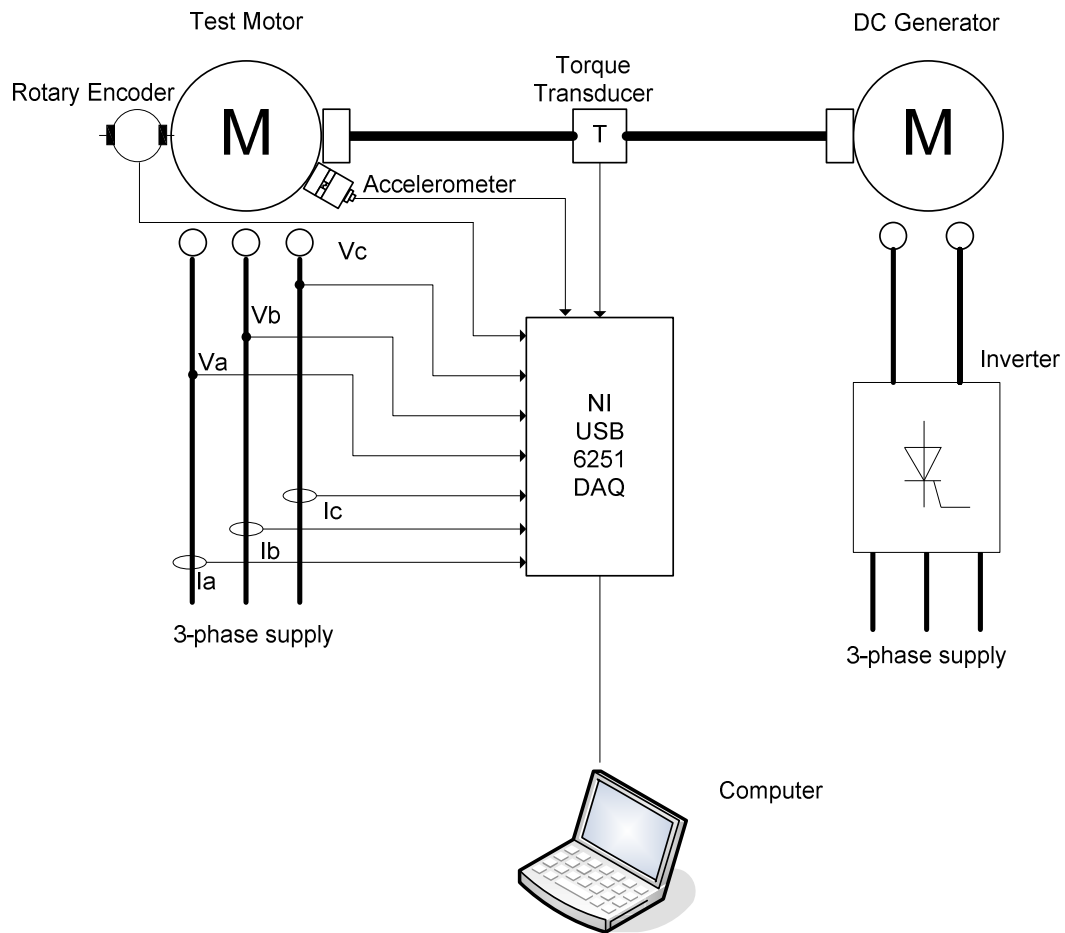 Test Motor
DC Generator
Rotary Encoder
Torque
Transducer
M
T
M
Accelerometer
Vc
Vb
Va
Inverter
NI
USB
6251
DAQ
Ic
Ib
Ia
3-phase supply
3-phase supply
Computer